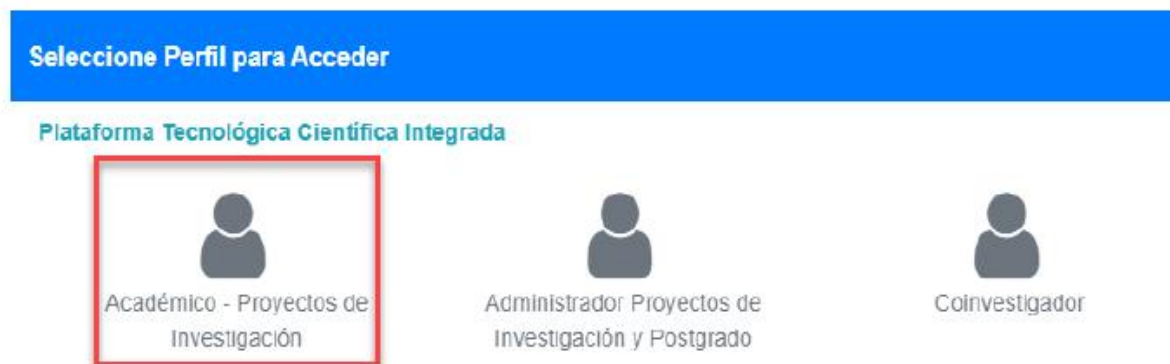 Seleccione Perfil para Acceder
Plataforma Tecnológica Científica Integrada
Académico - Proyectos de
Investigación
Administrador Proyectos de
Investigación y Postgrado
Coinvestigador